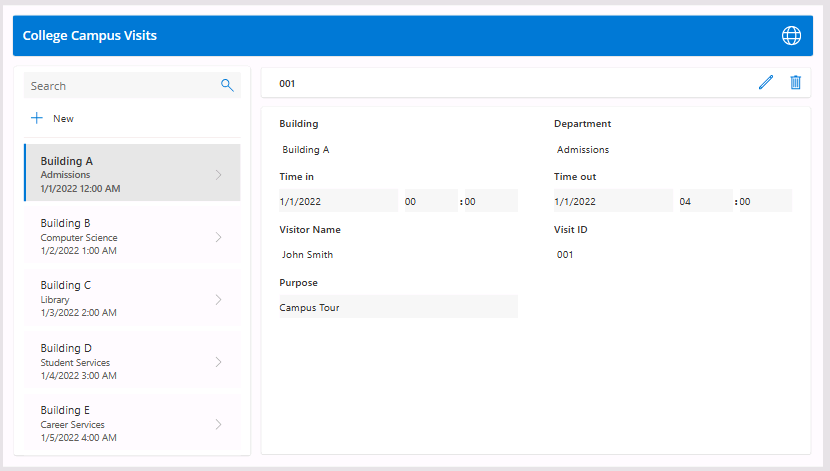 College Campus Visits
Search
New
Building A
Admissions
1/1/2022 12:00 AM
Building B
Computer Science
1/2/2022 1:00 AM
Building C
Library
1/3/2022 2:00 AM
Building D
Student Services
1/4/2022 3:00 AM
Building E
Career Services
1/5/2022 4:00 AM
001
Building Department
Building A Admissions
Time in Time out
1/1/2022 00 :00 1/1/2022 04 :00
Visitor Name Visit ID
John Smith 001
Purpose
Campus Tour